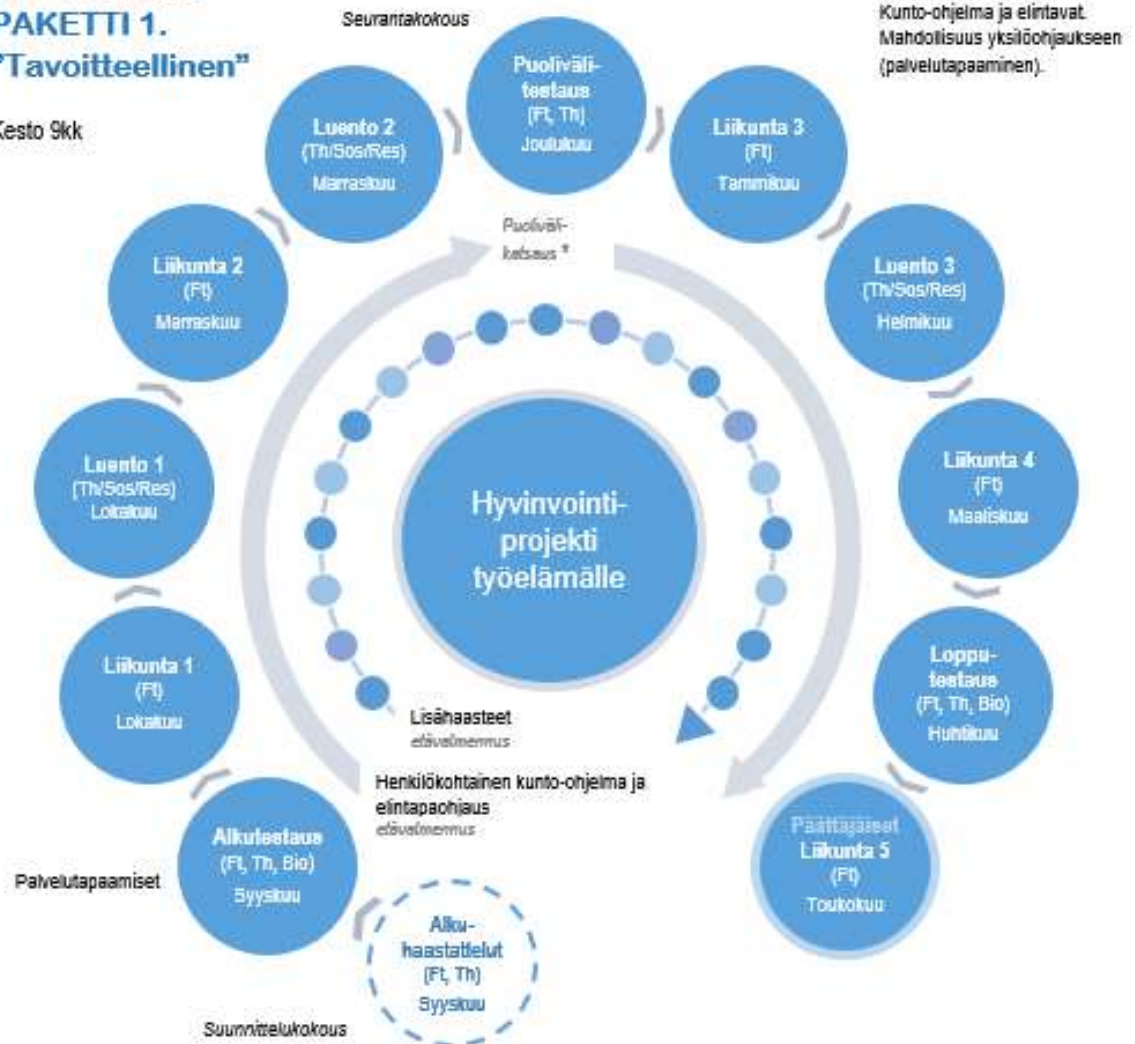 PAKETTI 1.
"Tavoitteellinen"
Kesto 9kk
Seurantakokous
Kunto-ohjelma ja elintavat.
Mahdollisuus yksilöohjaukseen
(palvelutapaaminen).
Puoliväli-
testaus
(Ft, Th)
Joulukuu
Luento 2
(Th/Sos/Res)
Marraskuu
Liikunta 3
(Ft)
Tammikuu
Puoliväli-
katsaus *
Liikunta 2
(Ft)
Marraskuu
Luento 3
(Th/Sos/Res)
Helmikuu
Luento 1
(Th/Sos/Res)
Lokakuu
Hyvinvointi-
projekti
työelämälle
Liikunta 4
(Ft)
Maaliskuu
Liikunta 1
(Ft)
Lokakuu
Loppu-
testaus
(Ft, Th, Bio)
Huhtikuu
Lisähaasteet
etävalmennus
Henkilökohtainen kunto-ohjelma ja
elintapaohjaus
etävalmennus
Alkutestaus
(Ft, Th, Bio)
Syyskuu
Päättäjäiset
Liikunta 5
(Ft)
Toukokuu
Palvelutapaamiset
Alku-
haastattelut
(Ft, Th)
Syyskuu
Suunnittelukokous